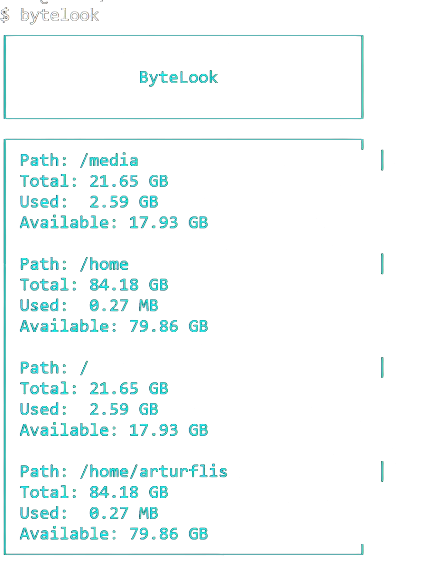 $ bytelook
ByteLook
Path: /media
Total: 21.65 GB
Used:  2.59 GB
Available: 17.93 GB
Path: /home
Total: 84.18 GB
Used:  0.27 MB
Available: 79.86 GB
Path: /
Total: 21.65 GB
Used:  2.59 GB
Available: 17.93 GB
Path: /home/arturflis
Total: 84.18 GB
Used:  0.27 MB
Available: 79.86 GB